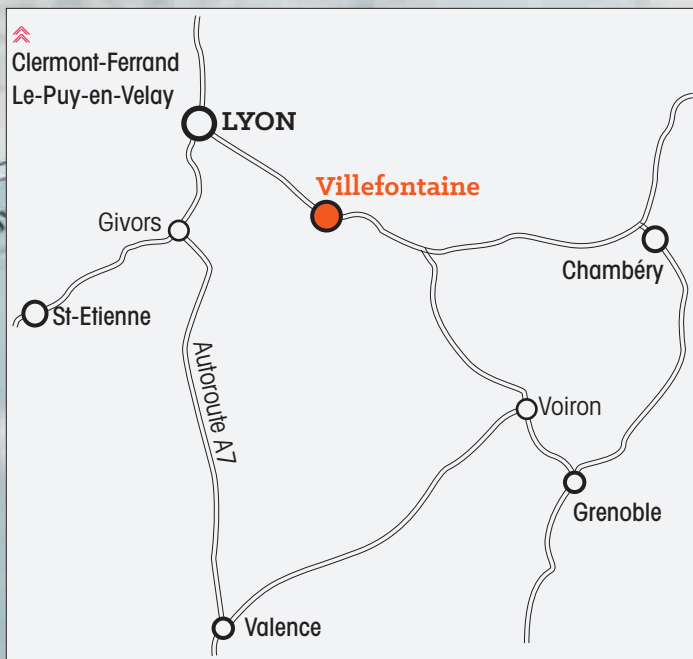 Clermont-Ferrand
Le-Puy-en-Velay
LYON
Villefontaine
Givors
Chambéry
St-Etienne
Autoroute A7
Voiron
Grenoble
Valence